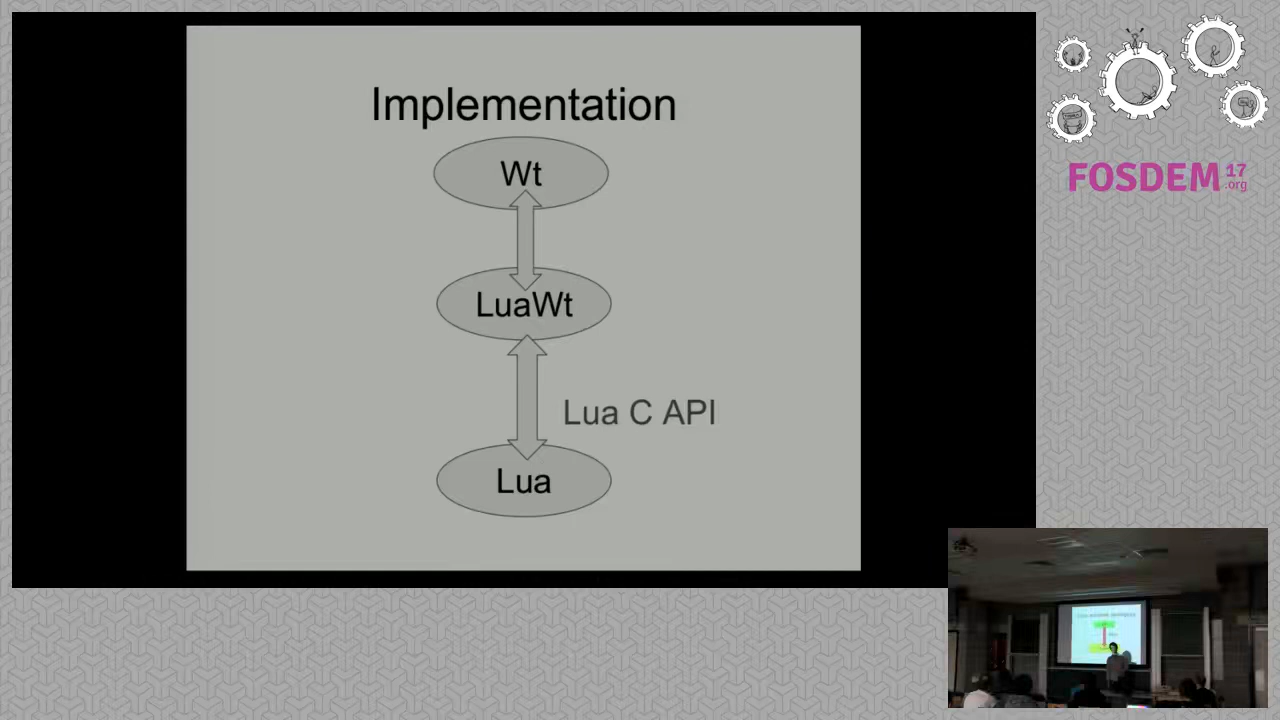 Implementation
Wt
LuaWt
Lua C API
Lua
FOSDEM 17
.org